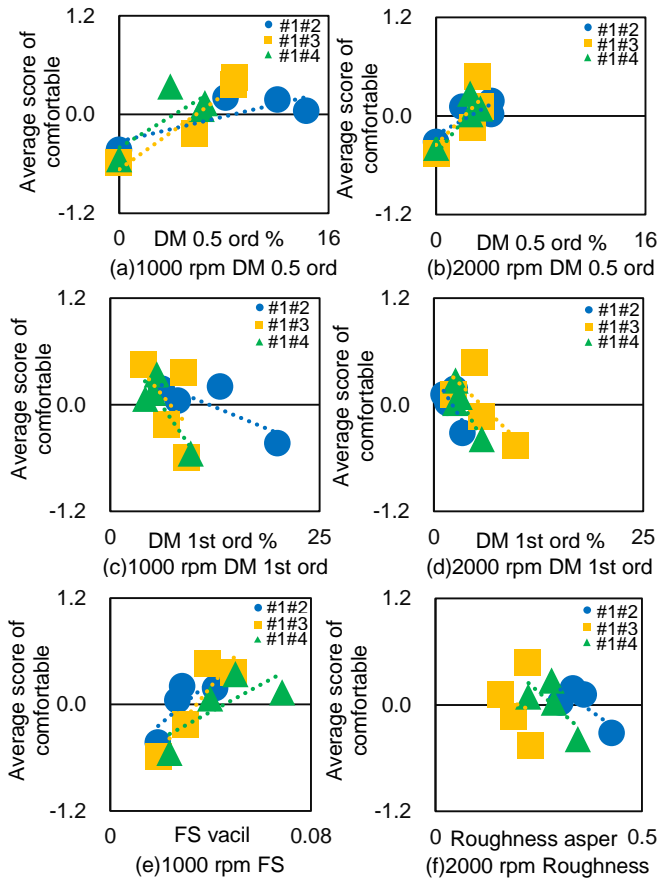 1.2
#1#2
#1#3
#1#4
0.0
-1.2
Average score of
comfortable
0
16
DM 0.5 ord %
(a)1000 rpm DM 0.5 ord
1.2
#1#2
#1#3
#1#4
0.0
-1.2
Average score of
comfortable
0
16
DM 0.5 ord %
(b)2000 rpm DM 0.5 ord
1.2
#1#2
#1#3
#1#4
0.0
-1.2
Average score of
comfortable
0
25
DM 1st ord %
(c)1000 rpm DM 1st ord
1.2
#1#2
#1#3
#1#4
0.0
-1.2
Average score of
comfortable
0
25
DM 1st ord %
(d)2000 rpm DM 1st ord
1.2
#1#2
#1#3
#1#4
0.0
-1.2
Average score of
comfortable
0
0.08
FS vacil
(e)1000 rpm FS
1.2
#1#2
#1#3
#1#4
0.0
-1.2
Average score of
comfortable
0
0.5
Roughness asper
(f)2000 rpm Roughness